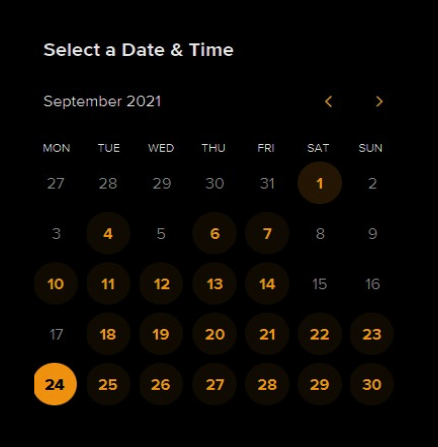 Select a Date & Time
September 2021
MON TUE WED THU FRI SAT SUN
27 28 29 30 31 1 2
3 4 5 6 7 8 9
10 11 12 13 14 15 16
17 18 19 20 21 22 23
24 25 26 27 28 29 30